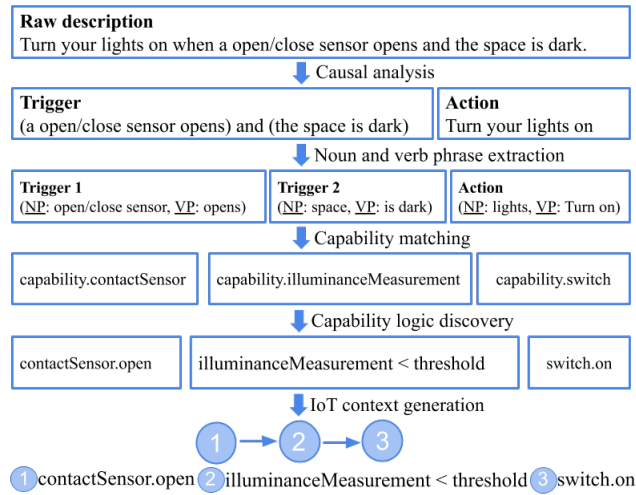 Raw description
Turn your lights on when a open/close sensor opens and the space is dark.
Causal analysis
Trigger
(a open/close sensor opens) and (the space is dark)
Action
Turn your lights on
Noun and verb phrase extraction
Trigger 1
(NP: open/close sensor, VP: opens)
Trigger 2
(NP: space, VP: is dark)
Action
(NP: lights, VP: Turn on)
Capability matching
capability.contactSensor
capability.illuminanceMeasurement
capability.switch
Capability logic discovery
contactSensor.open
illuminanceMeasurement < threshold
switch.on
IoT context generation
1 2 3
1 contactSensor.open 2 illuminanceMeasurement < threshold 3 switch.on